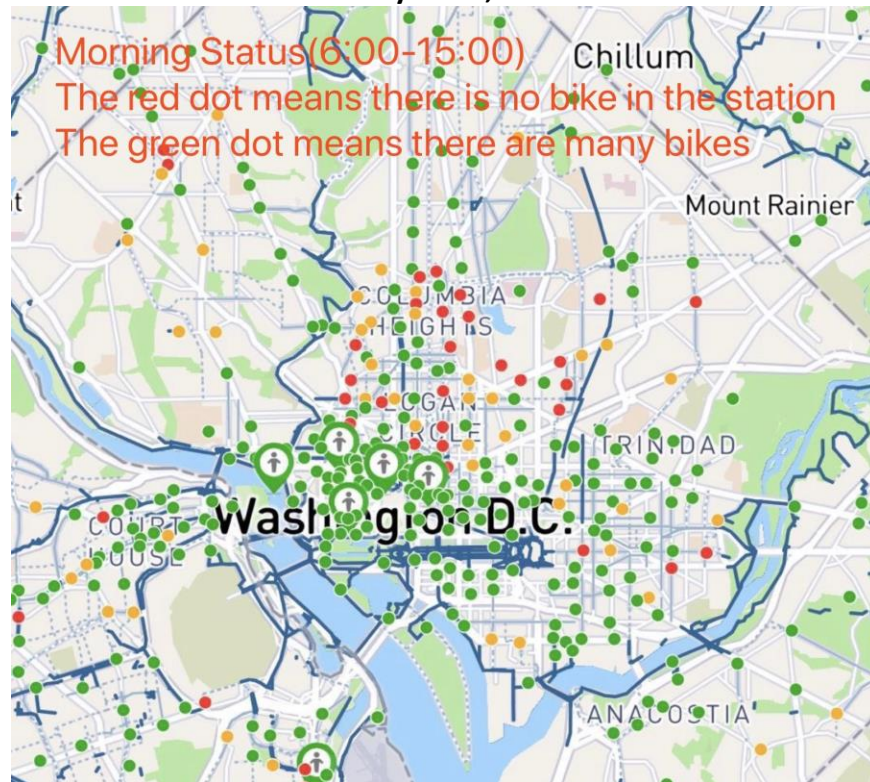 Morning Status(6:00-15:00)
Chillum
The red dot means there is no bike in the station
The green dot means there are many bikes
Mount Rainier
COLUMBIA
HEIGHTS
LOGAN
CIRCLE
TRINIDAD
Washington D.C.
COURT
HOUSE
ANACOSTIA